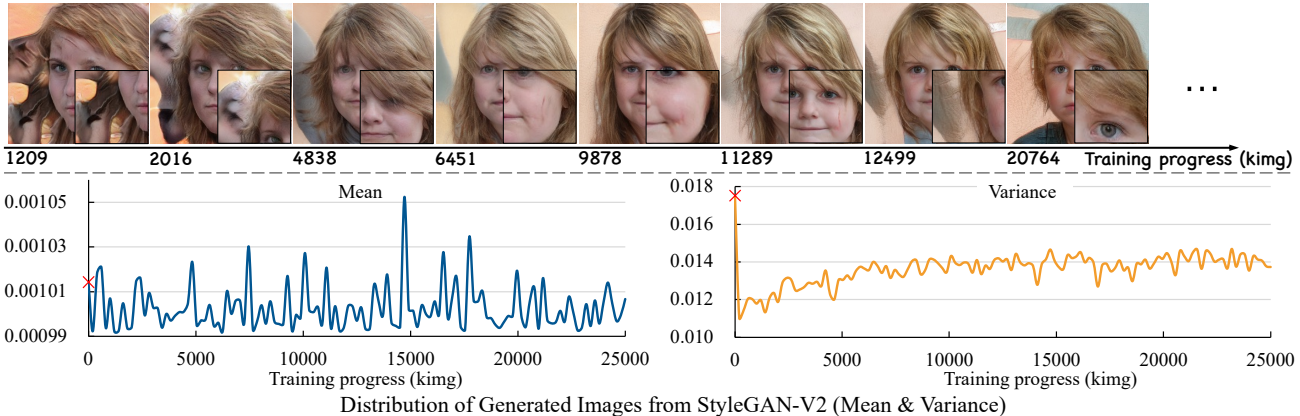 1209 2016 4838 6451 9878 11289 12499 20764 Training progress (kimg)
...
Mean
0.00105
0.00103
0.00101
0.00099
0 5000 10000 15000 20000 25000
Training progress (kimg)
Variance
0.018
0.016
0.014
0.012
0.010
0 5000 10000 15000 20000 25000
Training progress (kimg)
Distribution of Generated Images from StyleGAN-V2 (Mean & Variance)